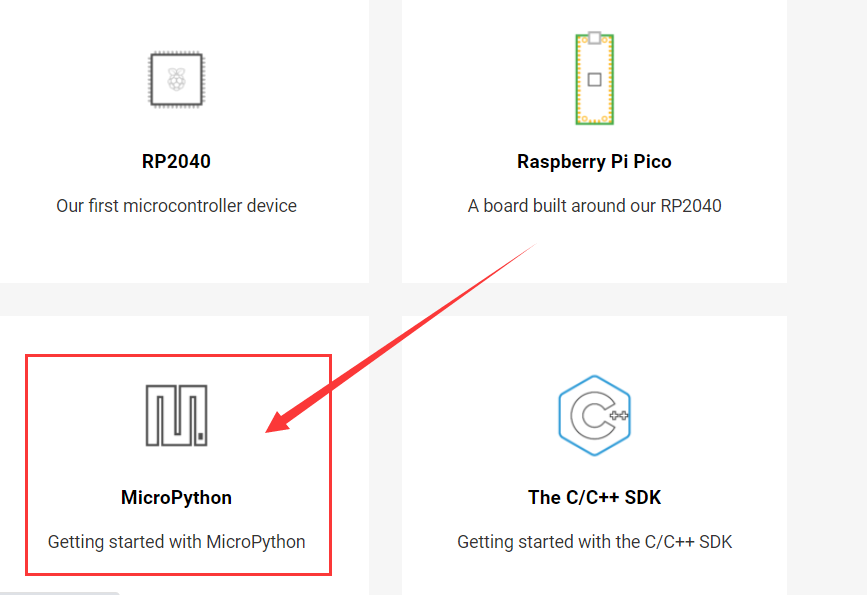 RP2040
Our first microcontroller device
Raspberry Pi Pico
A board built around our RP2040
MicroPython
Getting started with MicroPython
C++
The C/C++ SDK
Getting started with the C/C++ SDK